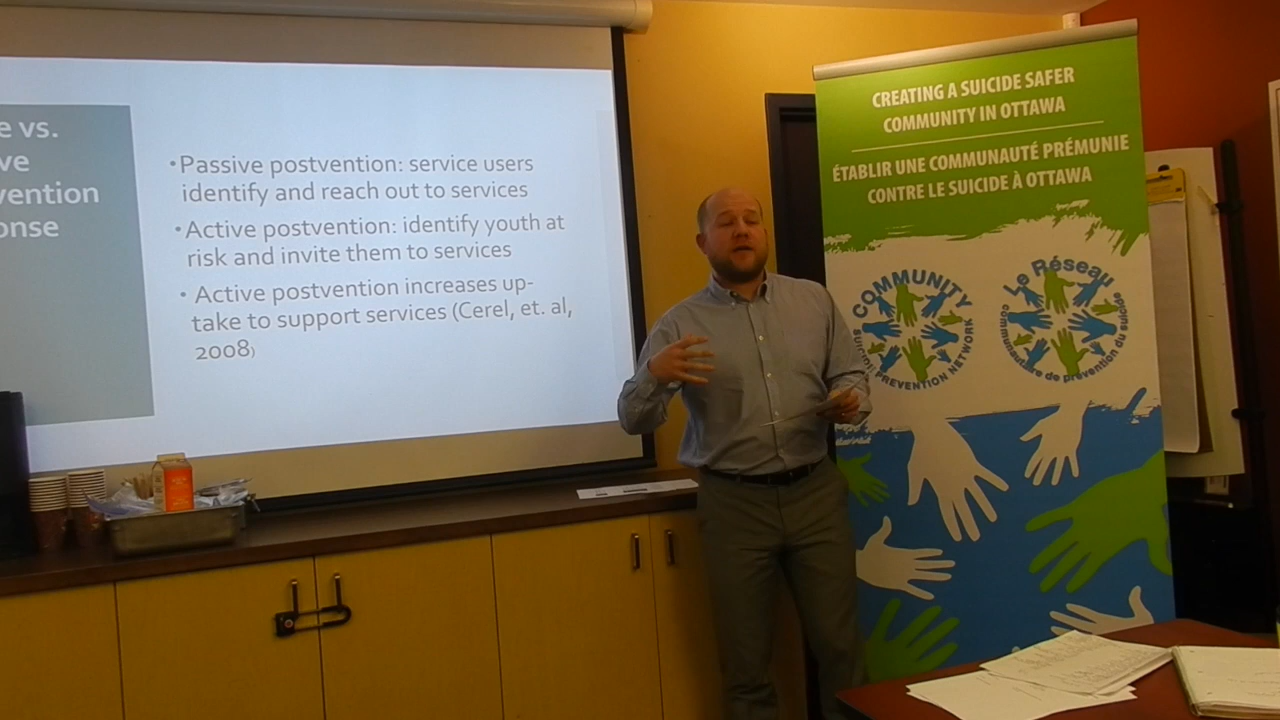 e vs.
ve
vention
onse
•Passive postvention: service users
identify and reach out to services
•Active postvention: identify youth at
risk and invite them to services
• Active postvention increases up-
take to support services (Cerel, et. al,
2008)
CREATING A SUICIDE SAFER
COMMUNITY IN OTTAWA
ÉTABLIR UNE COMMUNAUTÉ PRÉMUNIE
CONTRE LE SUICIDE À OTTAWA
COMMUNITY
SUICIDE PREVENTION NETWORK
Le Réseau
communautaire de prévention du suicide